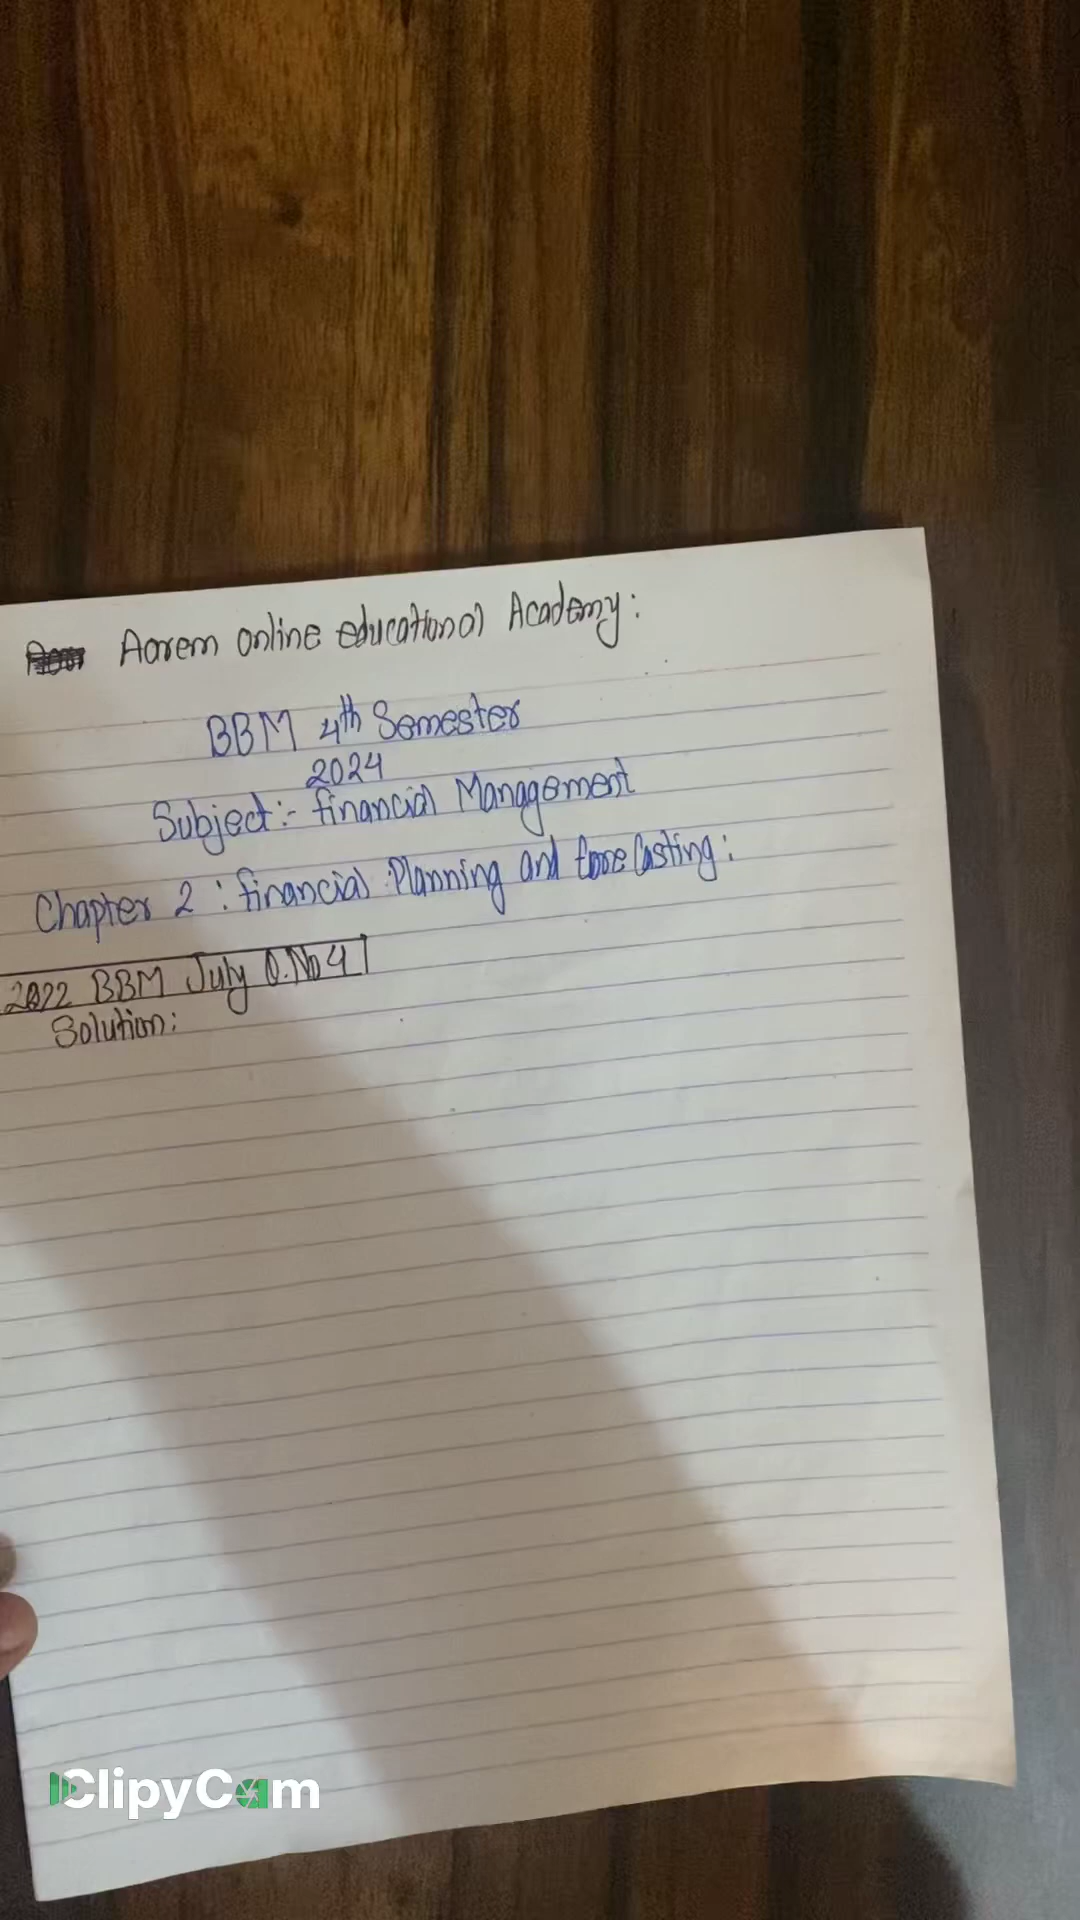 Aarem online educational Academy:
BBM 4th Semester
2024
Subject:- financial Management
Chapter 2 : financial Planning and forecasting:
2022 BBM July Q.No 4
Solution:
ClipyCam